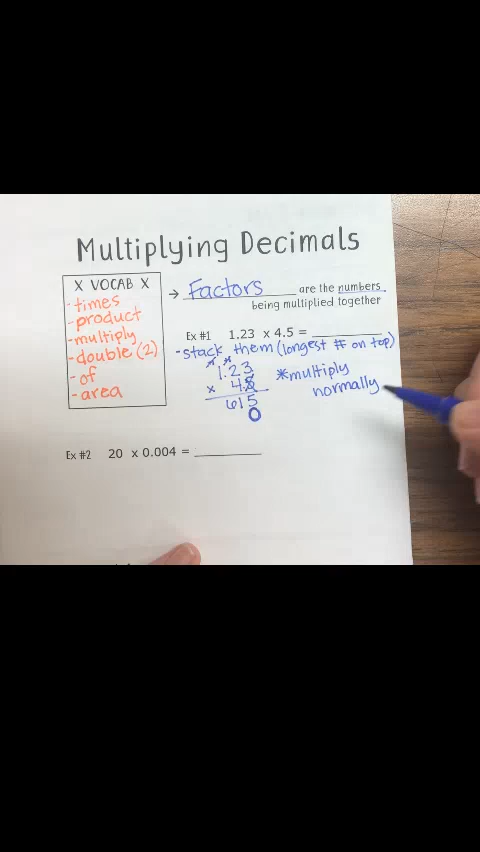 Multiplying Decimals
X VOCAB X
- times
- product
- multiply
- double (2)
- of
- area
→ Factors are the numbers
being multiplied together
Ex #1 1.23 x 4.5 =
- stack them (longest # on top)
1.23
x 4.5
615
0
*multiply
normally
Ex #2 20 x 0.004 =